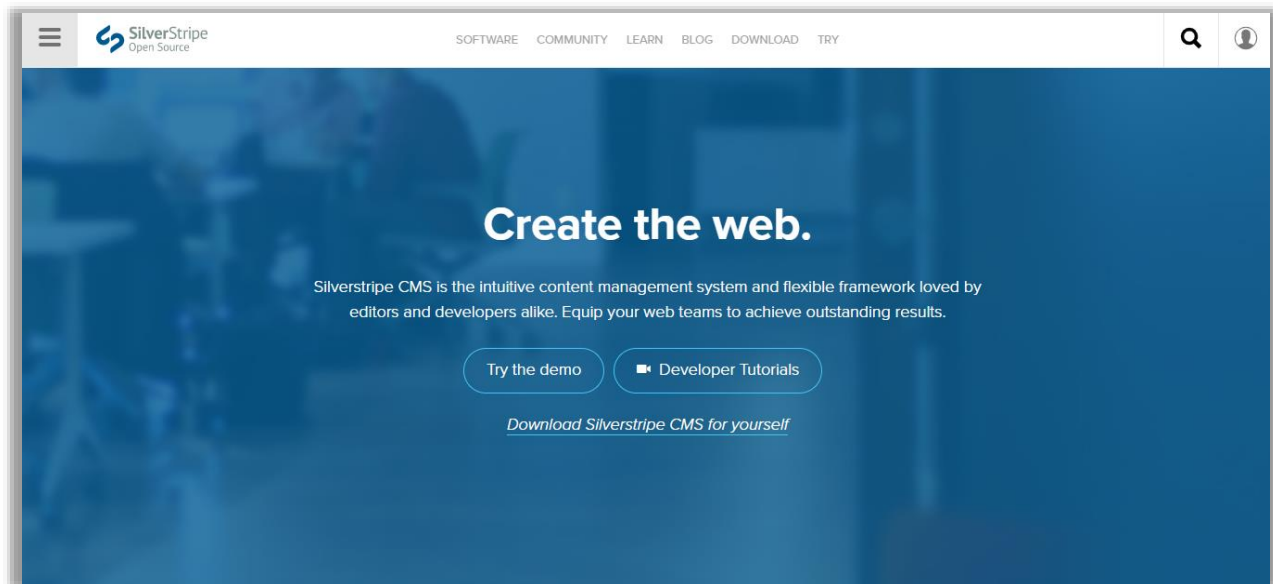 SilverStripe
Open Source
SOFTWARE COMMUNITY LEARN BLOG DOWNLOAD TRY
Create the web.
Silverstripe CMS is the intuitive content management system and flexible framework loved by
editors and developers alike. Equip your web teams to achieve outstanding results.
Try the demo
Developer Tutorials
Download Silverstripe CMS for yourself